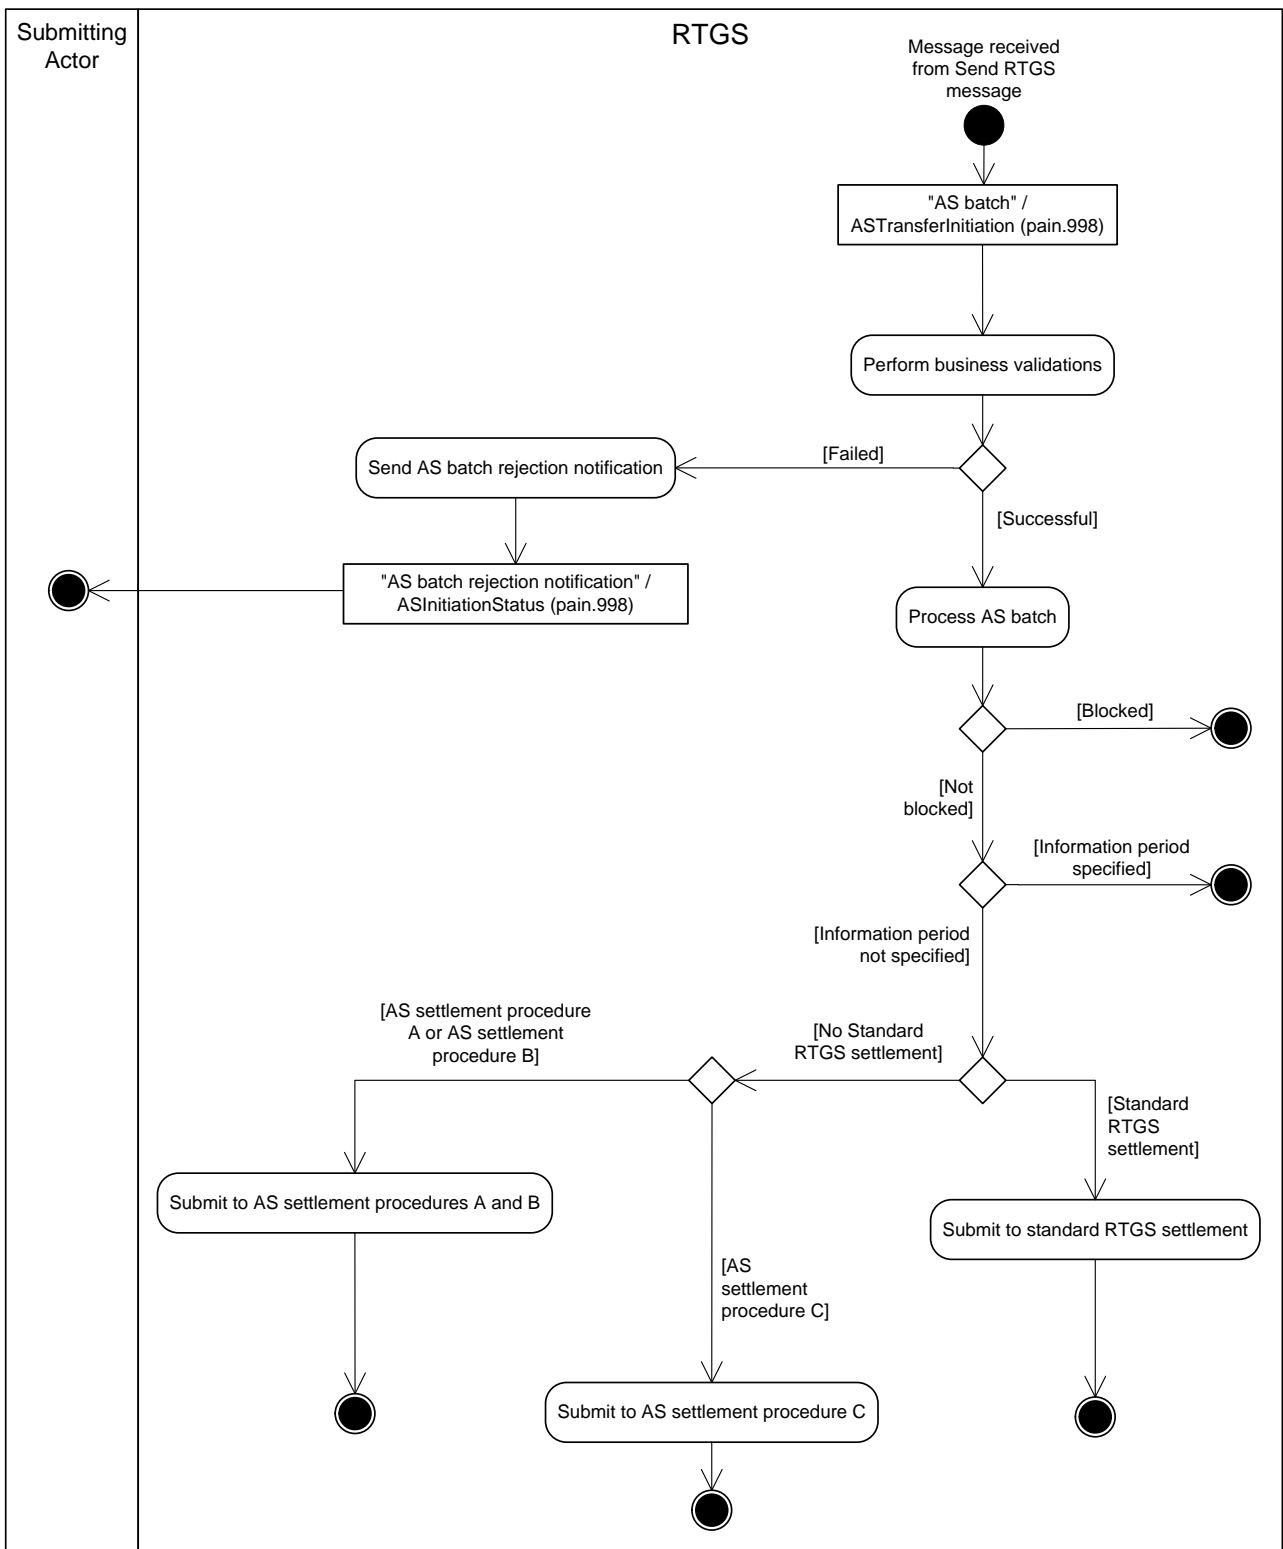 Submitting
Actor
RTGS
Message received
from Send RTGS
message
"AS batch" /
ASTransferInitiation (pain.998)
Perform business validations
[Failed]
Send AS batch rejection notification
[Successful]
"AS batch rejection notification" /
ASInitiationStatus (pain.998)
Process AS batch
[Blocked]
[Not
blocked]
[Information period
specified]
[Information period
not specified]
[AS settlement procedure
A or AS settlement
procedure B]
[No Standard
RTGS settlement]
[Standard
RTGS
settlement]
Submit to AS settlement procedures A and B
Submit to standard RTGS settlement
[AS
settlement
procedure C]
Submit to AS settlement procedure C